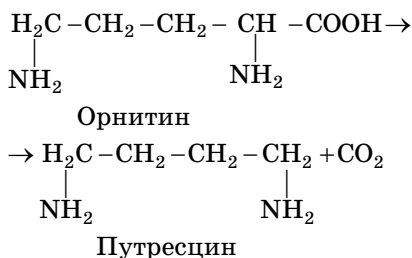 H₂C – CH₂ – CH₂ – CH – COOH →
NH₂ NH₂
Орнитин
→ H₂C – CH₂ – CH₂ – CH₂ + CO₂
NH₂ NH₂
Путресцин